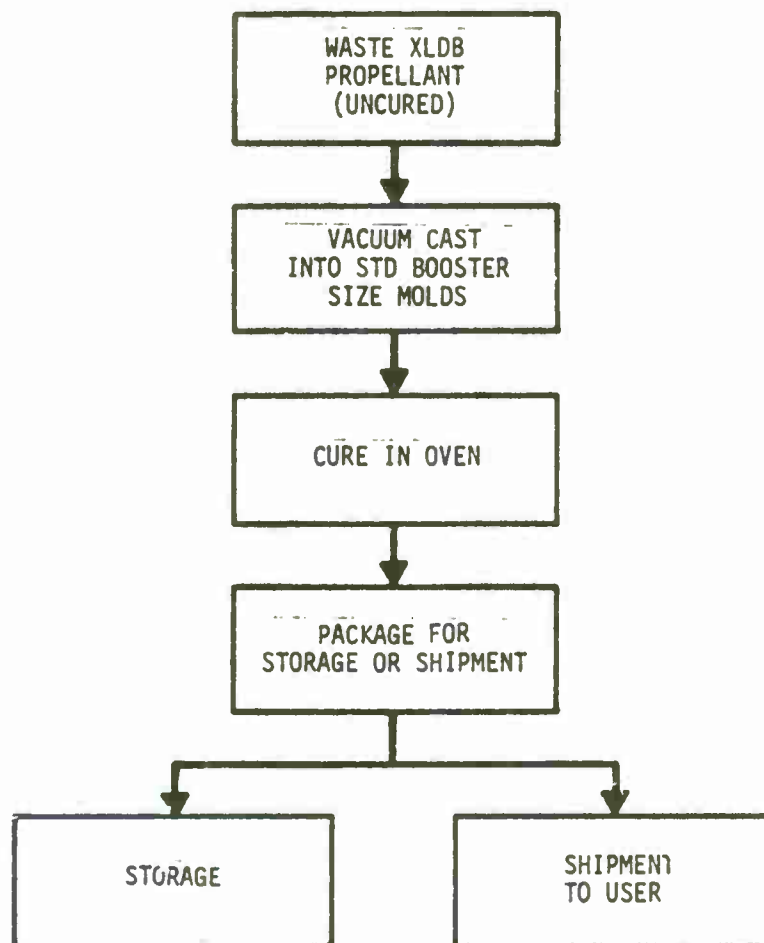 WASTE XLDB
PROPELLANT
(UNCURED)
VACUUM CAST
INTO STD BOOSTER
SIZE MOLDS
CURE IN OVEN
PACKAGE FOR
STORAGE OR SHIPMENT
STORAGE
SHIPMENT
TO USER